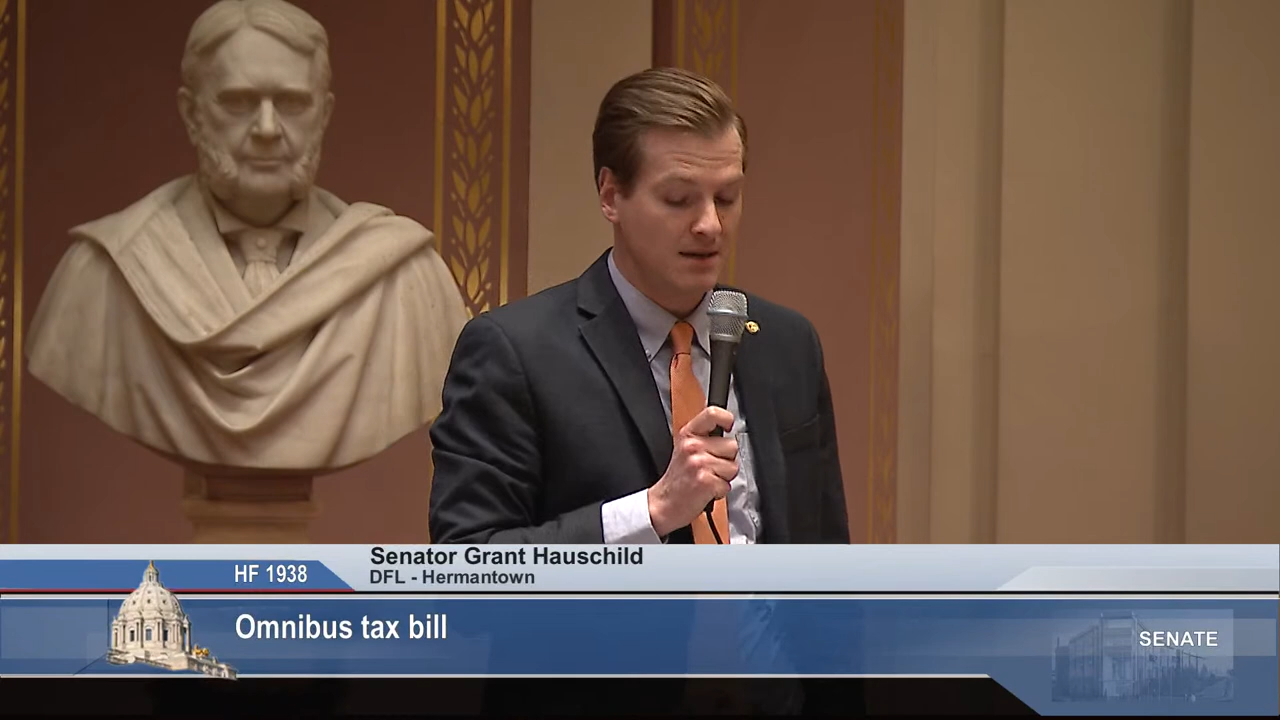 Senator Grant Hauschild
HF 1938
DFL - Hermantown
Omnibus tax bill
SENATE